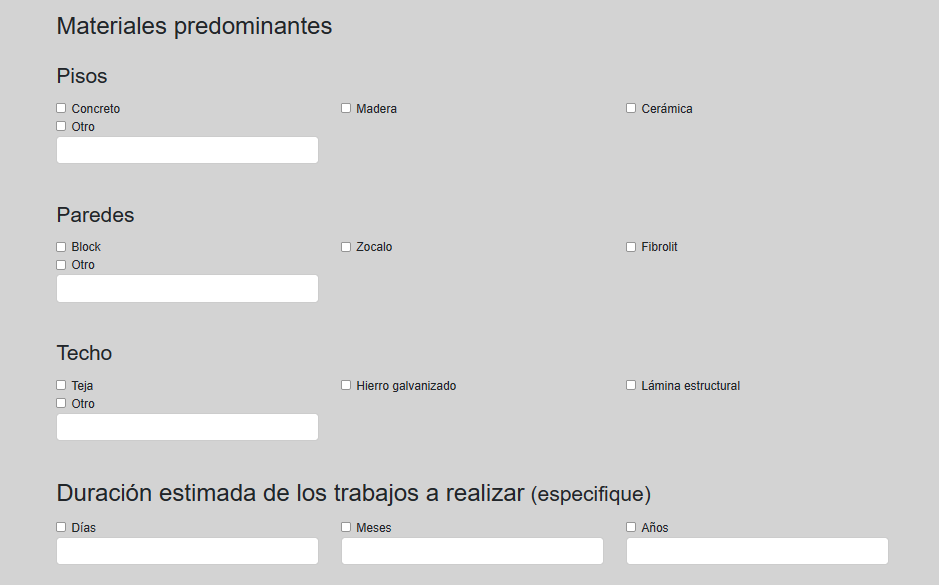 Materiales predominantes
Pisos
Concreto Madera Cerámica
Otro
Paredes
Block Zocalo Fibrolit
Otro
Techo
Teja Hierro galvanizado Lámina estructural
Otro
Duración estimada de los trabajos a realizar (especifique)
Días Meses Años